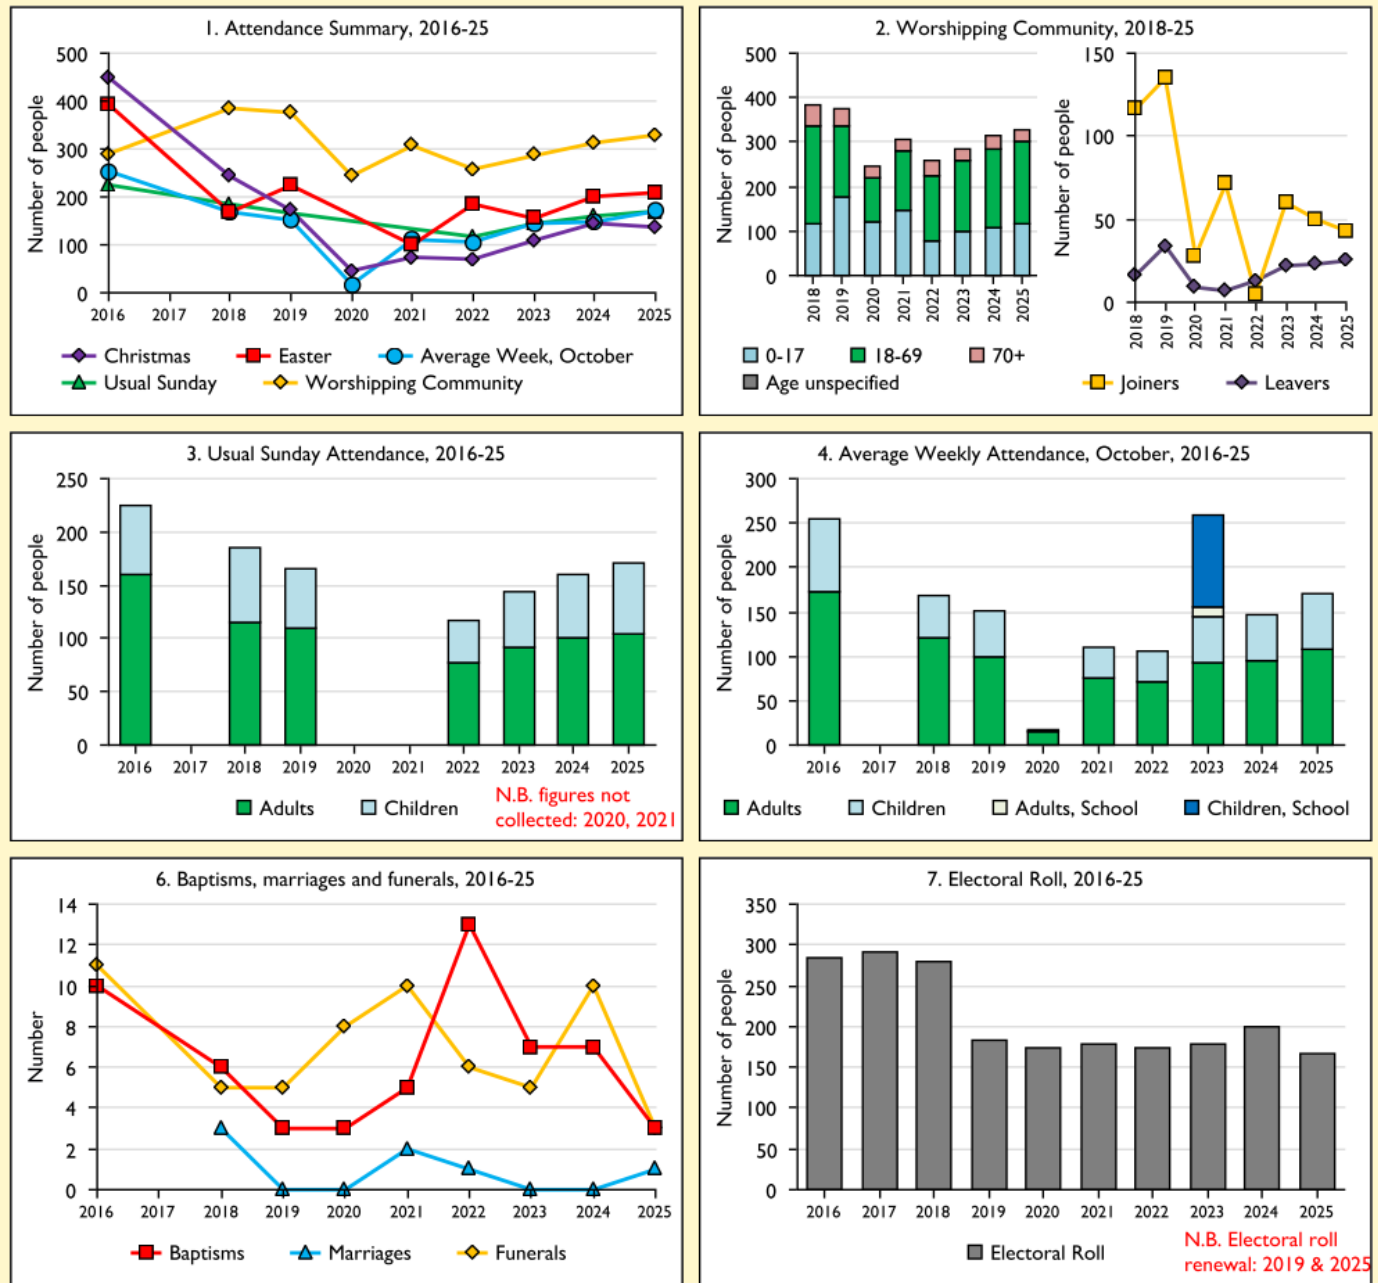 1. Attendance Summary, 2016-25
Number of people
500
400
300
200
100
0
2016 2017 2018 2019 2020 2021 2022 2023 2024 2025
Christmas Easter Average Week, October
Usual Sunday Worshipping Community
2. Worshipping Community, 2018-25
Number of people
500
400
300
200
100
0
2018 2019 2020 2021 2022 2023 2024 2025
0-17 18-69 70+
Age unspecified
Number of people
150
100
50
0
2018 2019 2020 2021 2022 2023 2024 2025
Joiners Leavers
3. Usual Sunday Attendance, 2016-25
Number of people
250
200
150
100
50
0
2016 2017 2018 2019 2020 2021 2022 2023 2024 2025
Adults Children
N.B. figures not
collected: 2020, 2021
4. Average Weekly Attendance, October, 2016-25
Number of people
300
250
200
150
100
50
0
2016 2017 2018 2019 2020 2021 2022 2023 2024 2025
Adults Children Adults, School Children, School
6. Baptisms, marriages and funerals, 2016-25
Number
14
12
10
8
6
4
2
0
2016 2017 2018 2019 2020 2021 2022 2023 2024 2025
Baptisms Marriages Funerals
7. Electoral Roll, 2016-25
Number of people
350
300
250
200
150
100
50
0
2016 2017 2018 2019 2020 2021 2022 2023 2024 2025
Electoral Roll
N.B. Electoral roll
renewal: 2019 & 2025